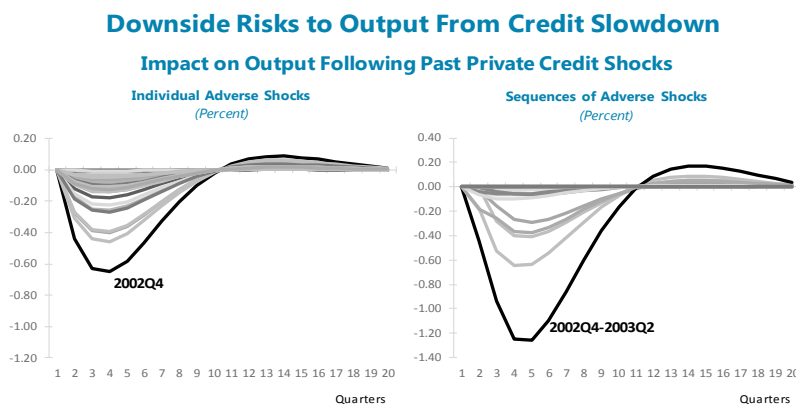 Downside Risks to Output From Credit Slowdown
Impact on Output Following Past Private Credit Shocks
Individual Adverse Shocks
(Percent)
0.20
0.00
-0.20
-0.40
-0.60
-0.80
-1.00
-1.20
2002Q4
1 2 3 4 5 6 7 8 9 10 11 12 13 14 15 16 17 18 19 20
Quarters
Sequences of Adverse Shocks
(Percent)
0.40
0.20
0.00
-0.20
-0.40
-0.60
-0.80
-1.00
-1.20
-1.40
2002Q4-2003Q2
1 2 3 4 5 6 7 8 9 10 11 12 13 14 15 16 17 18 19 20
Quarters